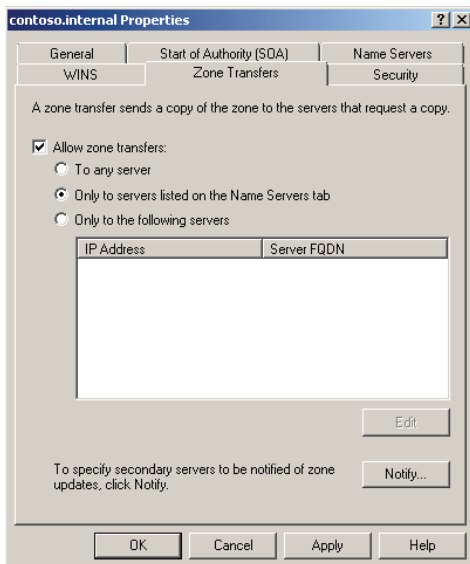 contoso.internal Properties
General Start of Authority (SOA) Name Servers
WINS Zone Transfers Security
A zone transfer sends a copy of the zone to the servers that request a copy.
Allow zone transfers:
To any server
Only to servers listed on the Name Servers tab
Only to the following servers
IP Address Server FQDN
Edit
To specify secondary servers to be notified of zone
updates, click Notify.
Notify...
OK Cancel Apply Help